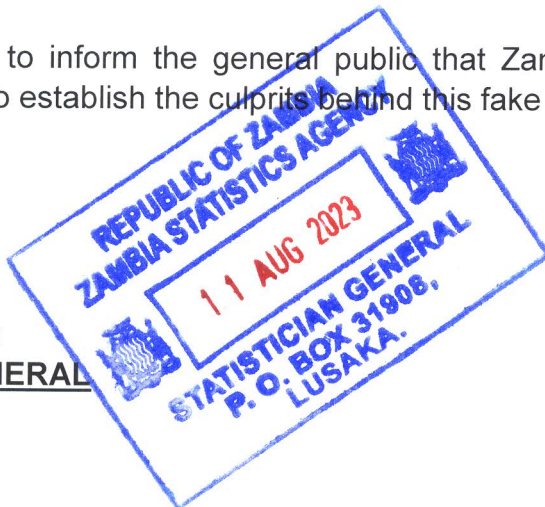 to inform the general public that Zam
o establish the culprits behind this fake
REPUBLIC OF ZAMBIA
ZAMBIA STATISTICS AGENCY
11 AUG 2023
STATISTICIAN GENERAL
P. O. BOX 31908,
LUSAKA.
NERAL